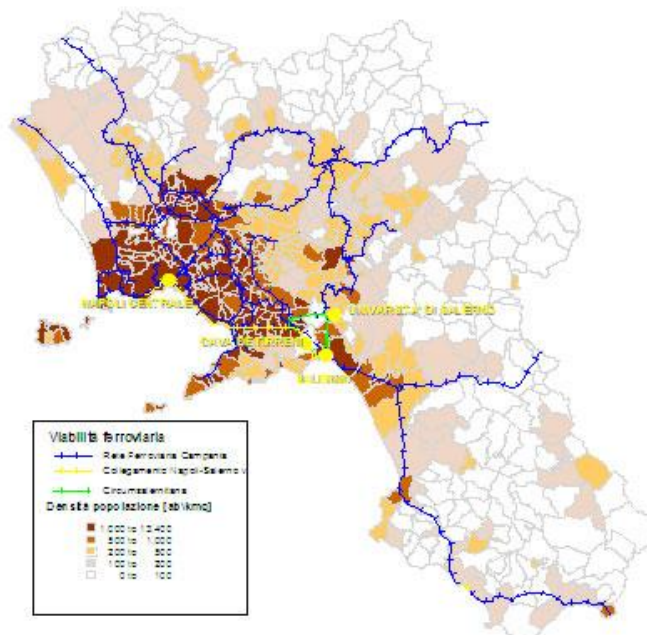 NAPOLI CENTRALE
UNIVERSITA' DI SALERNO
CAVA DE'TIRRENI
SALERNO
Viabilità ferroviaria
Rete Ferroviaria Campania
Collegamento Napoli-Salerno v
Circumsalernitana
Densità popolazione [ab\kmq]
1.000 to 13.400
500 to 1.000
200 to 500
100 to 200
0 to 100